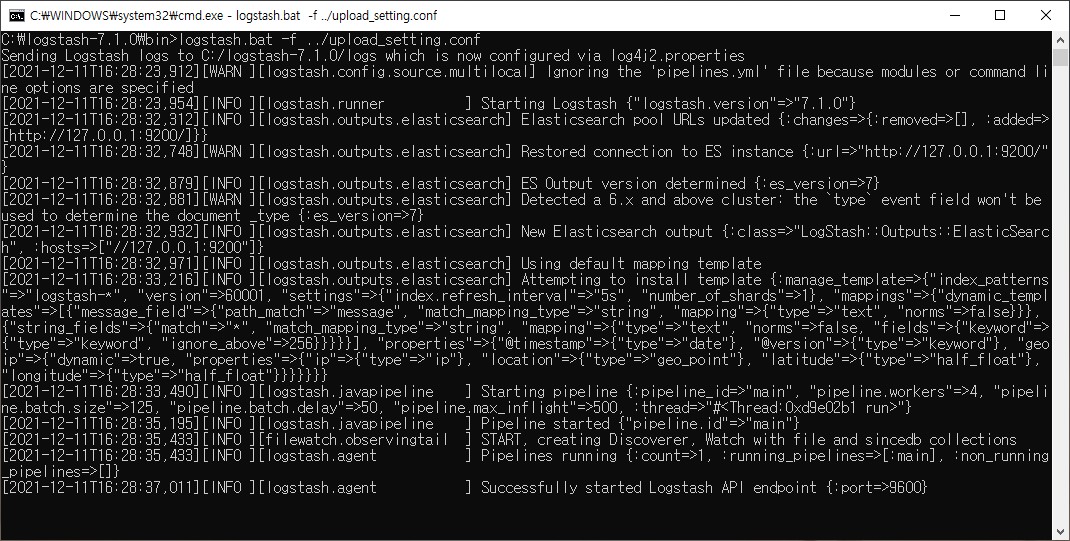 C:₩WINDOWS₩system32₩cmd.exe - logstash.bat  -f ../upload_setting.conf
C:₩logstash-7.1.0₩bin>logstash.bat -f ../upload_setting.conf
Sending Logstash logs to C:/logstash-7.1.0/logs which is now configured via log4j2.properties
[2021-12-11T16:28:23,912][WARN ][logstash.config.source.multilocal] Ignoring the 'pipelines.yml' file because modules or command li
ne options are specified
[2021-12-11T16:28:23,954][INFO ][logstash.runner          ] Starting Logstash {"logstash.version"=>"7.1.0"}
[2021-12-11T16:28:32,312][INFO ][logstash.outputs.elasticsearch] Elasticsearch pool URLs updated {:changes=>{:removed=>[], :added=>
[http://127.0.0.1:9200/]}}
[2021-12-11T16:28:32,748][WARN ][logstash.outputs.elasticsearch] Restored connection to ES instance {:url=>"http://127.0.0.1:9200/"
}
[2021-12-11T16:28:32,879][INFO ][logstash.outputs.elasticsearch] ES Output version determined {:es_version=>7}
[2021-12-11T16:28:32,881][WARN ][logstash.outputs.elasticsearch] Detected a 6.x and above cluster: the `type` event field won't be
used to determine the document _type {:es_version=>7}
[2021-12-11T16:28:32,932][INFO ][logstash.outputs.elasticsearch] New Elasticsearch output {:class=>"LogStash::Outputs::ElasticSearc
h", :hosts=>["//127.0.0.1:9200"]}
[2021-12-11T16:28:32,971][INFO ][logstash.outputs.elasticsearch] Using default mapping template
[2021-12-11T16:28:33,216][INFO ][logstash.outputs.elasticsearch] Attempting to install template {:manage_template=>{"index_patterns
"=>"logstash-*", "version"=>60001, "settings"=>{"index.refresh_interval"=>"5s", "number_of_shards"=>1}, "mappings"=>{"dynamic_templ
ates"=>[{"message_field"=>{"path_match"=>"message", "match_mapping_type"=>"string", "mapping"=>{"type"=>"text", "norms"=>false}}},
{"string_fields"=>{"match"=>"*", "match_mapping_type"=>"string", "mapping"=>{"type"=>"text", "norms"=>false, "fields"=>{"keyword"=>
{"type"=>"keyword", "ignore_above"=>256}}}}}], "properties"=>{"@timestamp"=>{"type"=>"date"}, "@version"=>{"type"=>"keyword"}, "geo
ip"=>{"dynamic"=>true, "properties"=>{"ip"=>{"type"=>"ip"}, "location"=>{"type"=>"geo_point"}, "latitude"=>{"type"=>"half_float"},
"longitude"=>{"type"=>"half_float"}}}}}}}
[2021-12-11T16:28:33,490][INFO ][logstash.javapipeline    ] Starting pipeline {:pipeline_id=>"main", "pipeline.workers"=>4, "pipeli
ne.batch.size"=>125, "pipeline.batch.delay"=>50, "pipeline.max_inflight"=>500, :thread=>"#<Thread:0xd9e02b1 run>"}
[2021-12-11T16:28:35,195][INFO ][logstash.javapipeline    ] Pipeline started {"pipeline.id"=>"main"}
[2021-12-11T16:28:35,433][INFO ][filewatch.observingtail  ] START, creating Discoverer, Watch with file and sincedb collections
[2021-12-11T16:28:35,433][INFO ][logstash.agent           ] Pipelines running {:count=>1, :running_pipelines=>[:main], :non_running
_pipelines=>[]}
[2021-12-11T16:28:37,011][INFO ][logstash.agent           ] Successfully started Logstash API endpoint {:port=>9600}